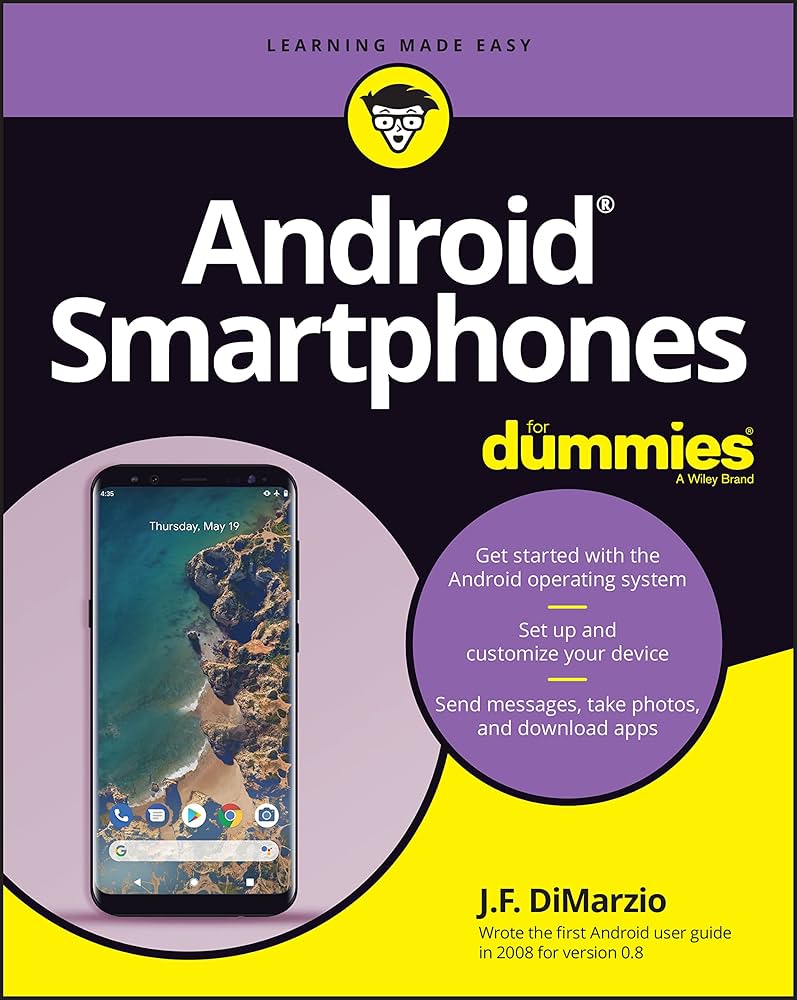 LEARNING MADE EASY
Android®
Smartphones
for
dummies®
A Wiley Brand
4:35
Thursday, May 19
Get started with the
Android operating system
Set up and
customize your device
Send messages, take photos,
and download apps
G
J.F. DiMarzio
Wrote the first Android user guide
in 2008 for version 0.8